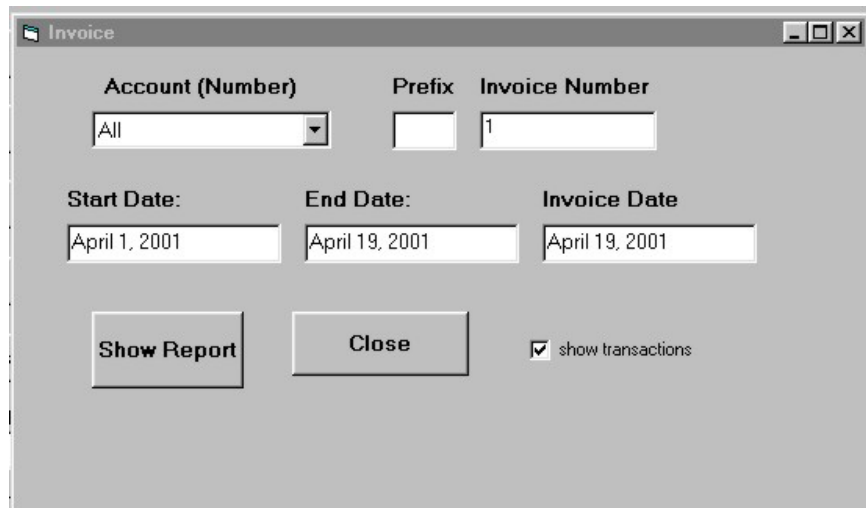 Invoice
Account (Number) Prefix Invoice Number
All 1
Start Date: End Date: Invoice Date
April 1, 2001 April 19, 2001 April 19, 2001
Show Report Close show transactions